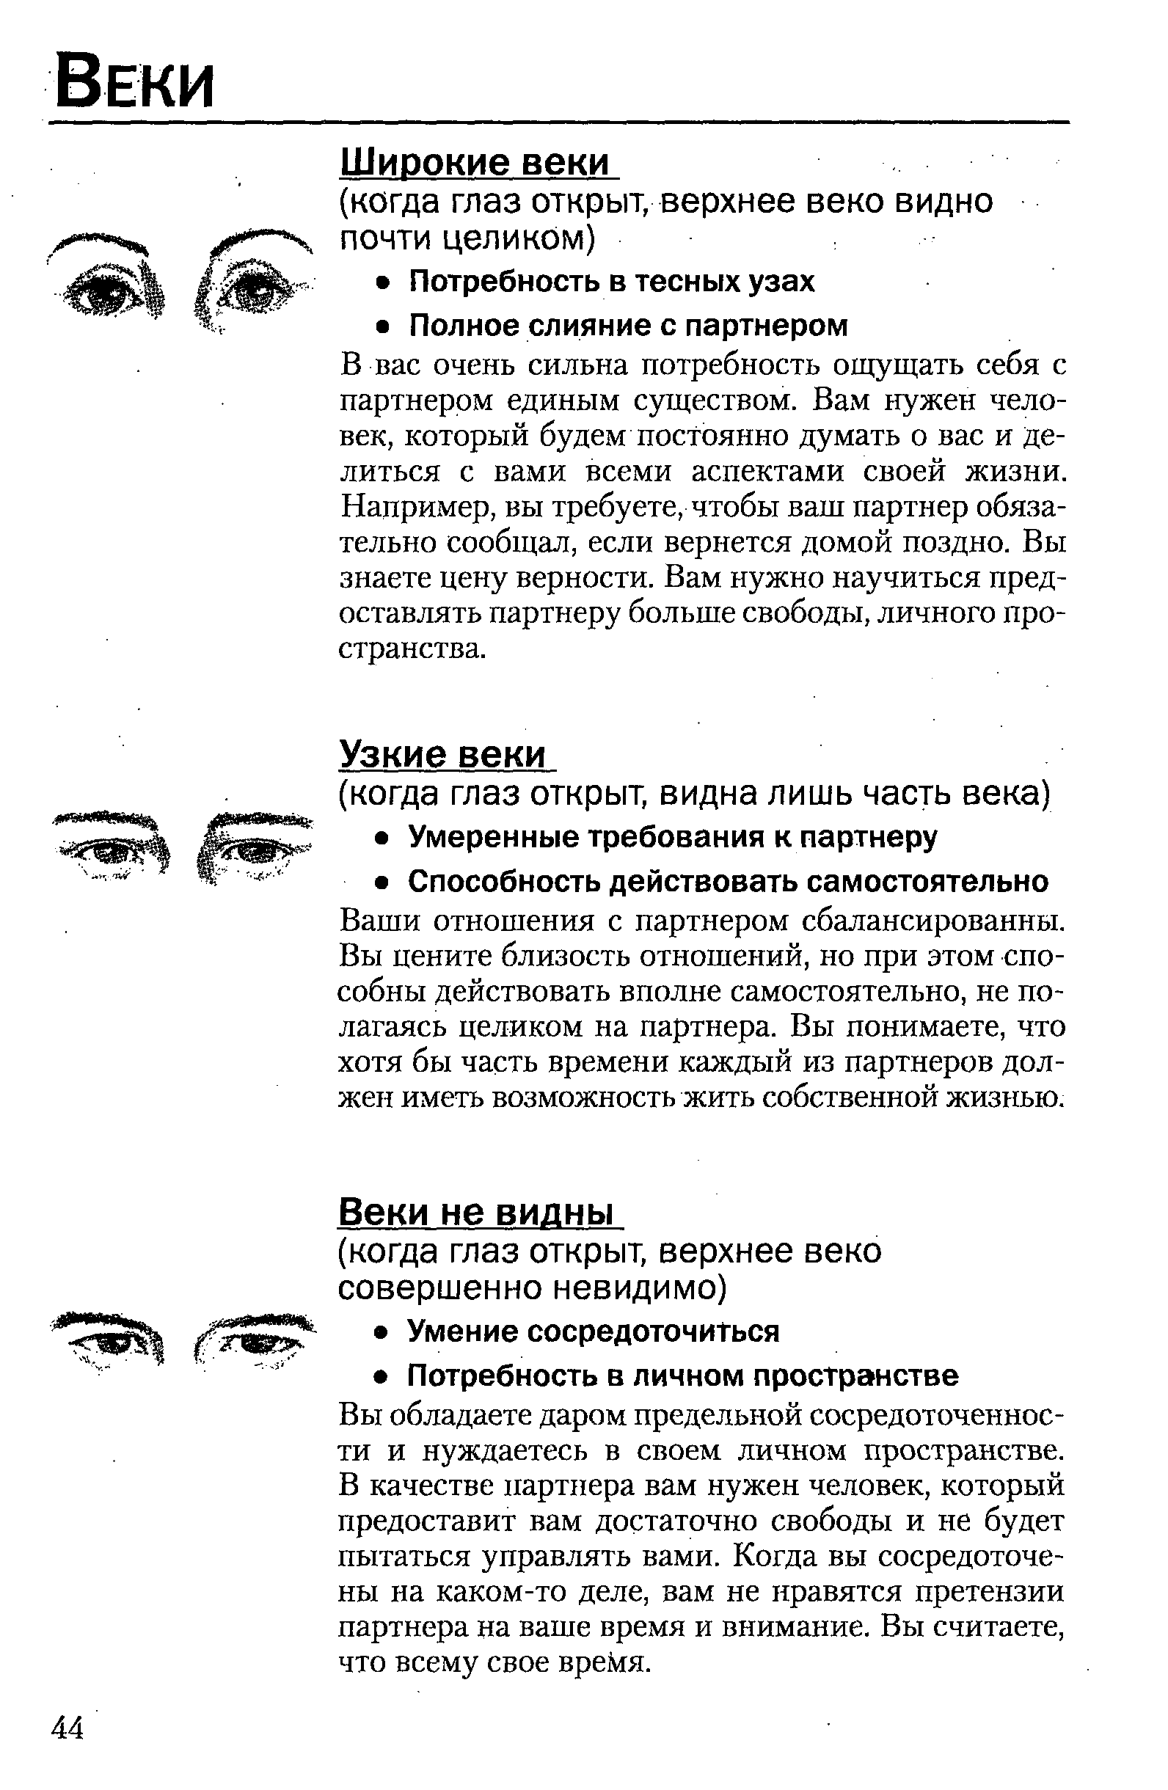 Веки
Широкие веки
(когда глаз открыт, верхнее веко видно
почти целиком)
• Потребность в тесных узах
• Полное слияние с партнером
В вас очень сильна потребность ощущать себя с
партнером единым существом. Вам нужен чело-
век, который будем постоянно думать о вас и де-
литься с вами всеми аспектами своей жизни.
Например, вы требуете, чтобы ваш партнер обяза-
тельно сообщал, если вернется домой поздно. Вы
знаете цену верности. Вам нужно научиться пред-
оставлять партнеру больше свободы, личного про-
странства.
Узкие веки
(когда глаз открыт, видна лишь часть века)
• Умеренные требования к партнеру
• Способность действовать самостоятельно
Ваши отношения с партнером сбалансированны.
Вы цените близость отношений, но при этом спо-
собны действовать вполне самостоятельно, не по-
лагаясь целиком на партнера. Вы понимаете, что
хотя бы часть времени каждый из партнеров дол-
жен иметь возможность жить собственной жизнью.
Веки не видны
(когда глаз открыт, верхнее веко
совершенно невидимо)
• Умение сосредоточиться
• Потребность в личном пространстве
Вы обладаете даром предельной сосредоточеннос-
ти и нуждаетесь в своем личном пространстве.
В качестве партнера вам нужен человек, который
предоставит вам достаточно свободы и не будет
пытаться управлять вами. Когда вы сосредоточе-
ны на каком-то деле, вам не нравятся претензии
партнера на ваше время и внимание. Вы считаете,
что всему свое время.
44